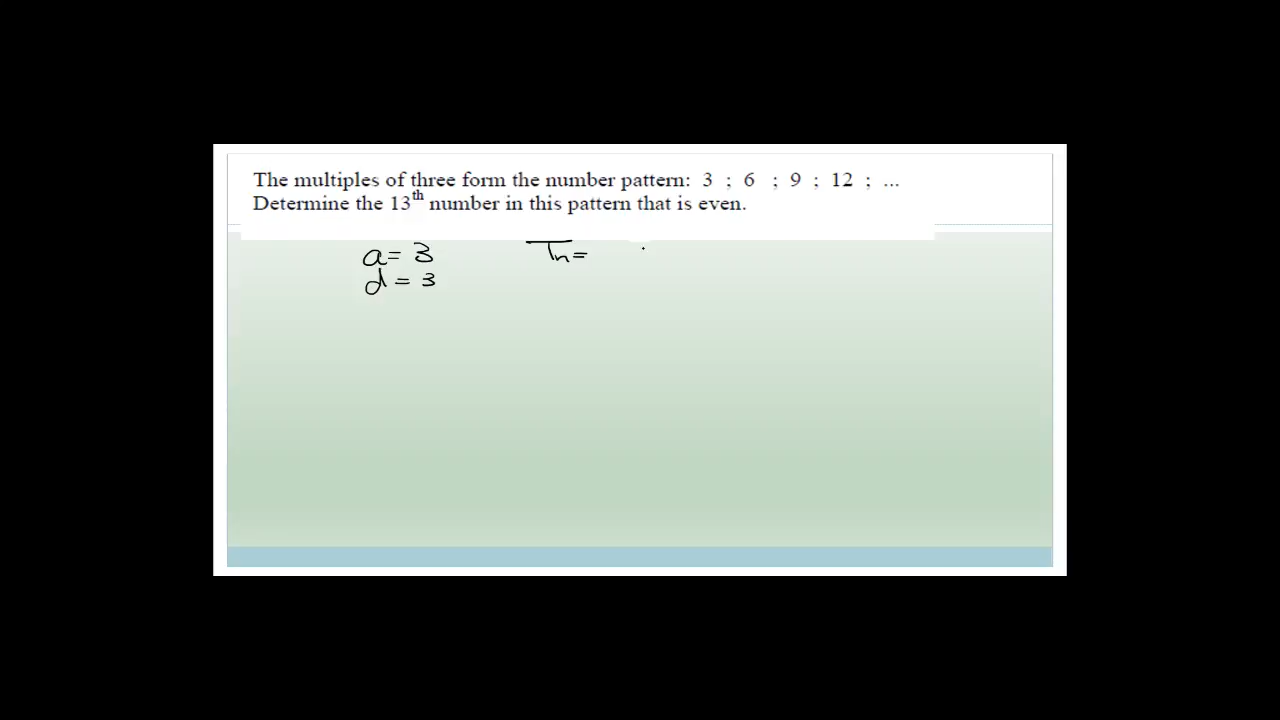 The multiples of three form the number pattern: 3 ; 6 ; 9 ; 12 ; ...
Determine the 13th number in this pattern that is even.
a = 3 Tn =
d = 3